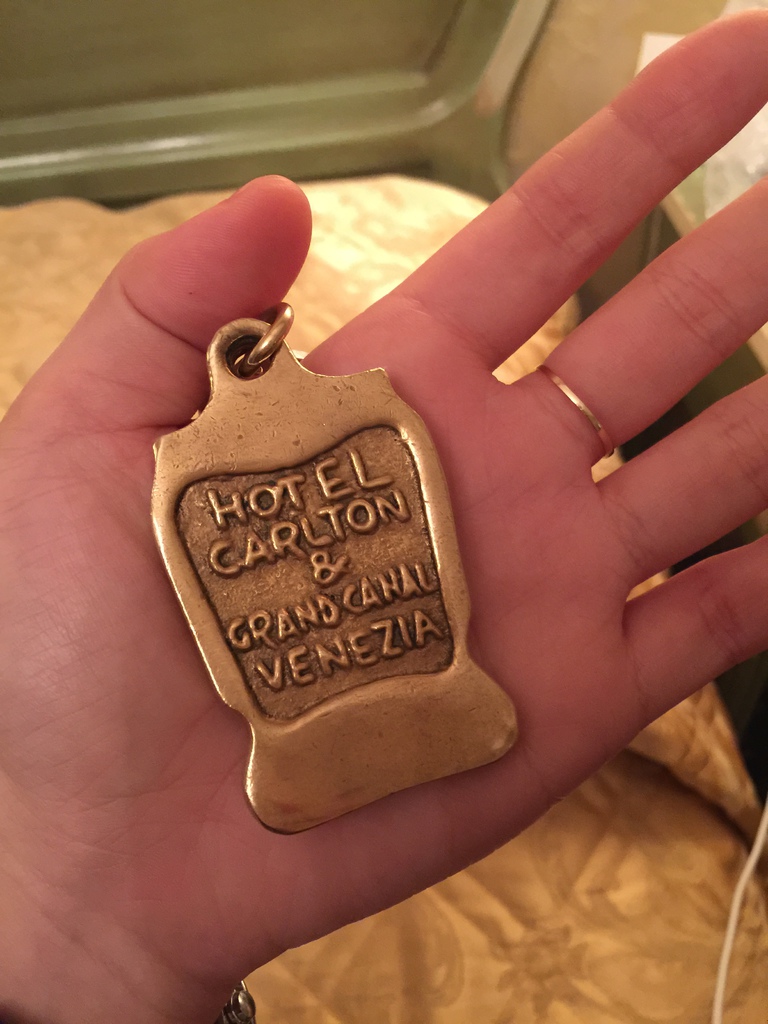 HOTEL
CARLTON
&
GRAND CANAL
VENEZIA